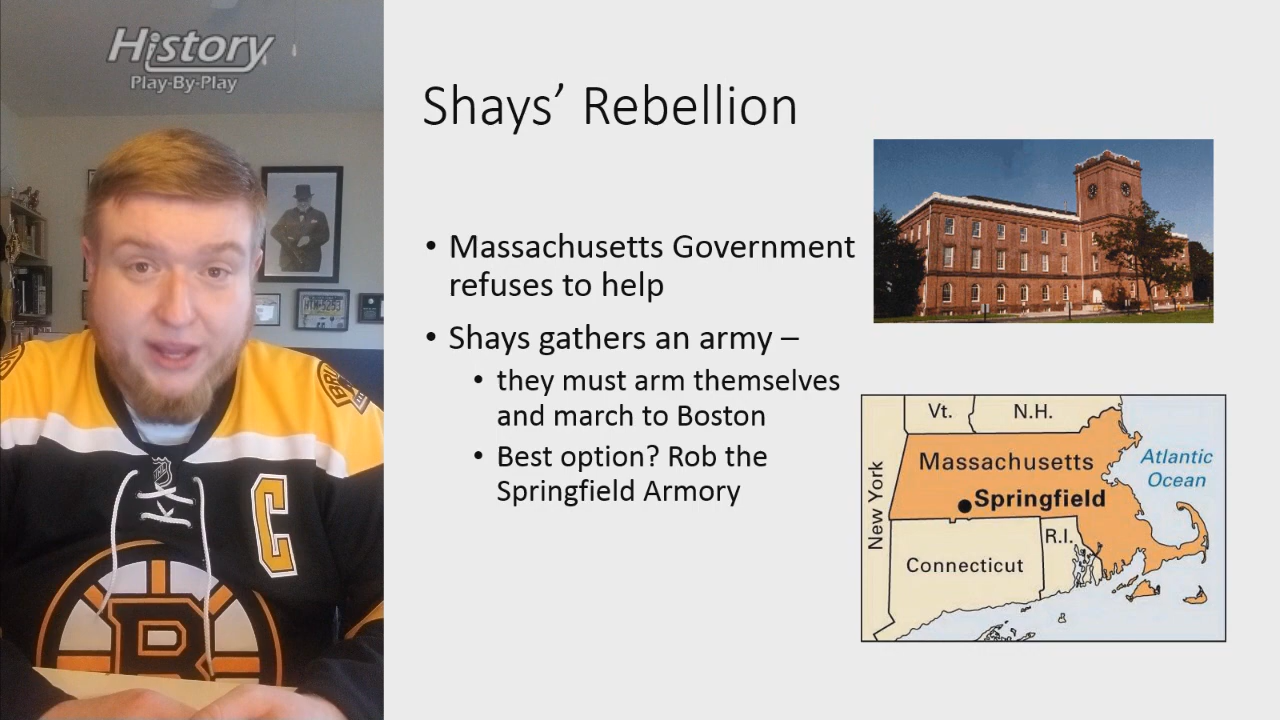 History
Play-By-Play
Shays’ Rebellion
• Massachusetts Government
refuses to help
• Shays gathers an army –
• they must arm themselves
and march to Boston
• Best option? Rob the
Springfield Armory
Vt.
N.H.
Massachusetts
Atlantic
Ocean
Springfield
New York
R.I.
Connecticut
C
B